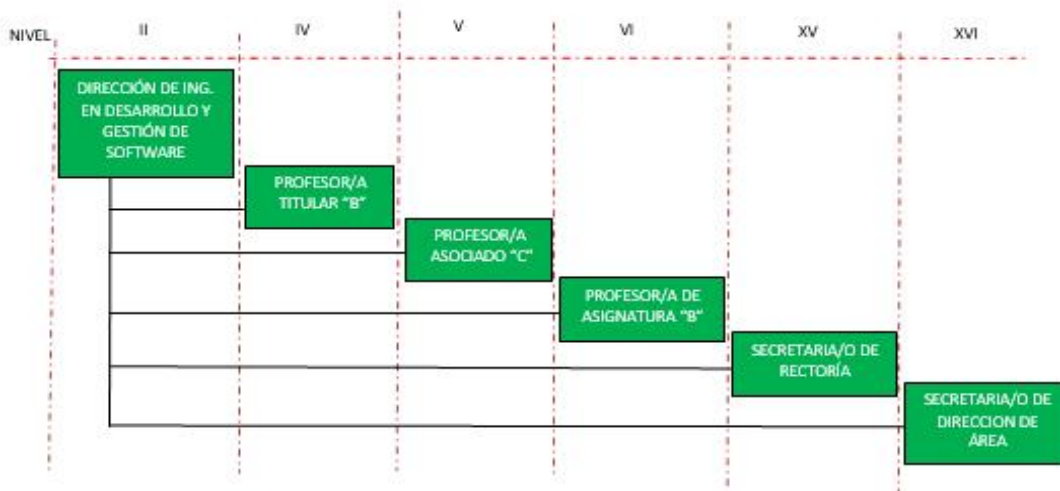 NIVEL II IV V VI XV XVI
DIRECCIÓN DE ING.
EN DESARROLLO Y
GESTIÓN DE
SOFTWARE
PROFESOR/A
TITULAR "B"
PROFESOR/A
ASOCIADO "C"
PROFESOR/A DE
ASIGNATURA "B"
SECRETARIA/O DE
RECTORÍA
SECRETARIA/O DE
DIRECCION DE
ÁREA